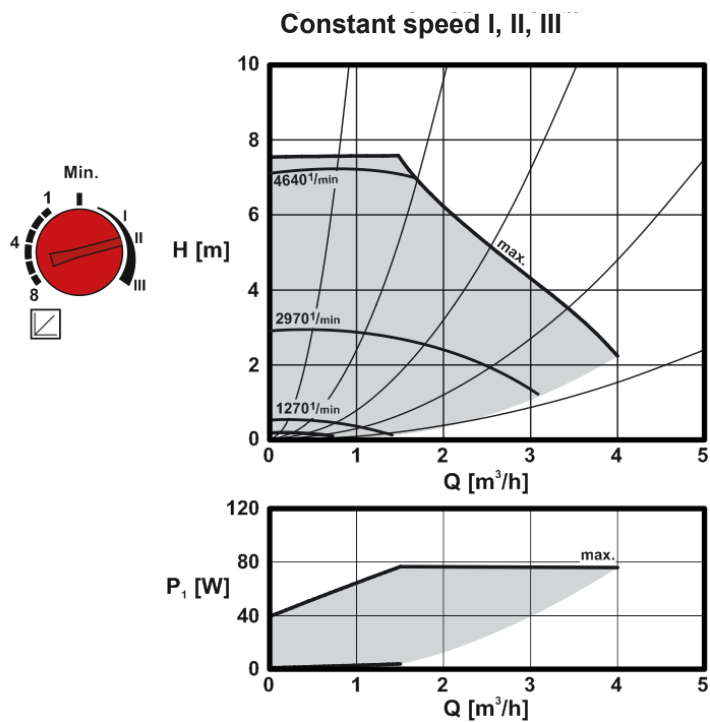 Constant speed I, II, III
Min.
1
4
8
I
II
III
H [m]
10
8
6
4
2
0
4640 1/min
2970 1/min
1270 1/min
max.
0 1 2 3 4 5
Q [m³/h]
P₁ [W]
120
80
40
0
max.
0 1 2 3 4 5
Q [m³/h]